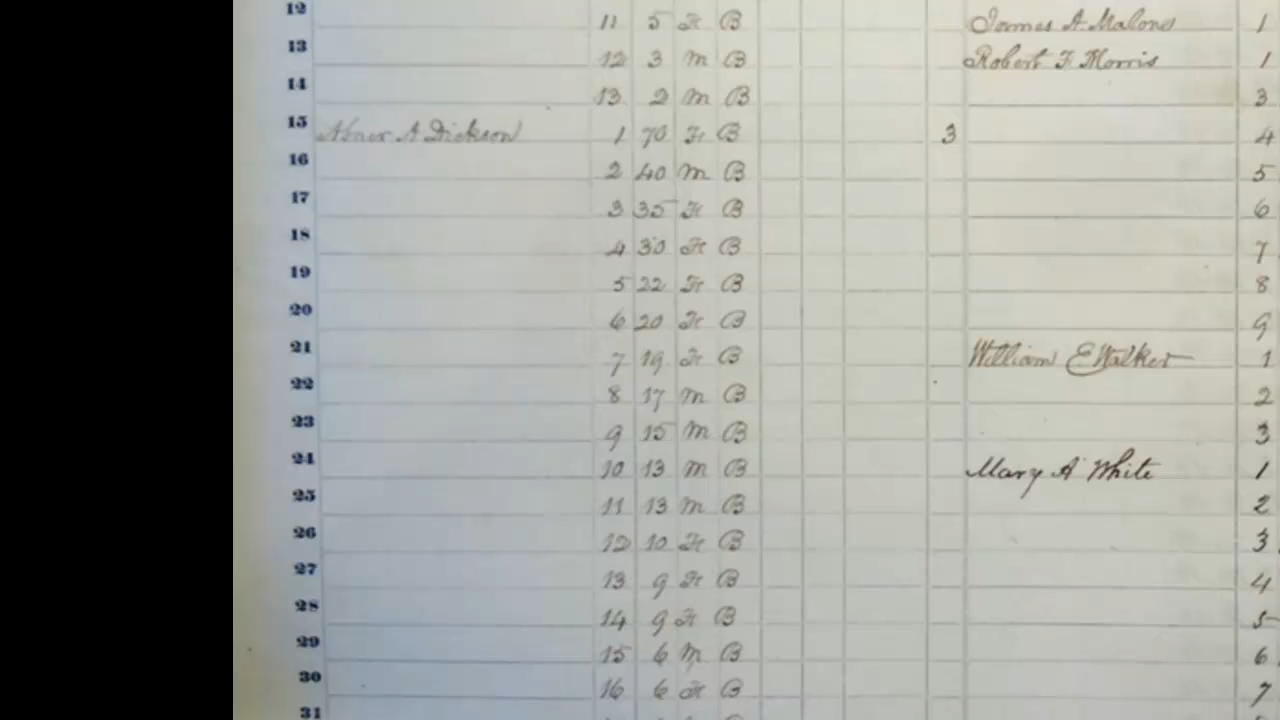 12 11 5 F B James A. Malone 1
13 12 3 m B Robert F. Morris 1
14 13 2 m B 3
15 Abner A Dickson 1 70 F B 3 4
16 2 40 m B 5
17 3 35 F B 6
18 4 30 F B 7
19 5 22 F B 8
20 6 20 F B 9
21 7 19 F B William E Walker 1
22 8 17 m B 2
23 9 15 m B 3
24 10 13 m B Mary A White 1
25 11 13 m B 2
26 12 10 F B 3
27 13 9 F B 4
28 14 9 F B 5
29 15 6 m B 6
30 16 6 F B 7
31